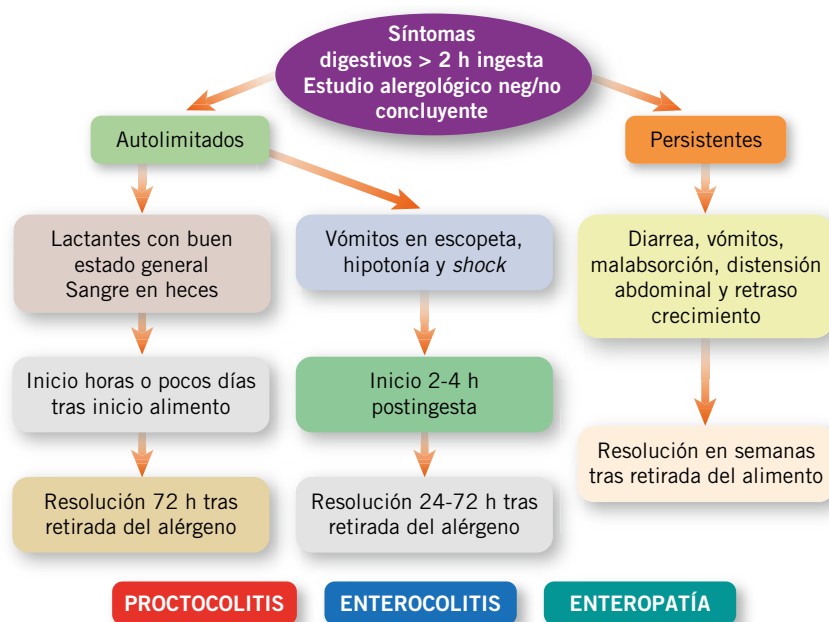 Síntomas
digestivos > 2 h ingesta
Estudio alergológico neg/no
concluyente
Autolimitados
Persistentes
Lactantes con buen
estado general
Sangre en heces
Vómitos en escopeta,
hipotonía y shock
Diarrea, vómitos,
malabsorción, distensión
abdominal y retraso
crecimiento
Inicio horas o pocos días
tras inicio alimento
Inicio 2-4 h
postingesta
Resolución en semanas
tras retirada del alimento
Resolución 72 h tras
retirada del alérgeno
Resolución 24-72 h tras
retirada del alérgeno
PROCTOCOLITIS
ENTEROCOLITIS
ENTEROPATÍA